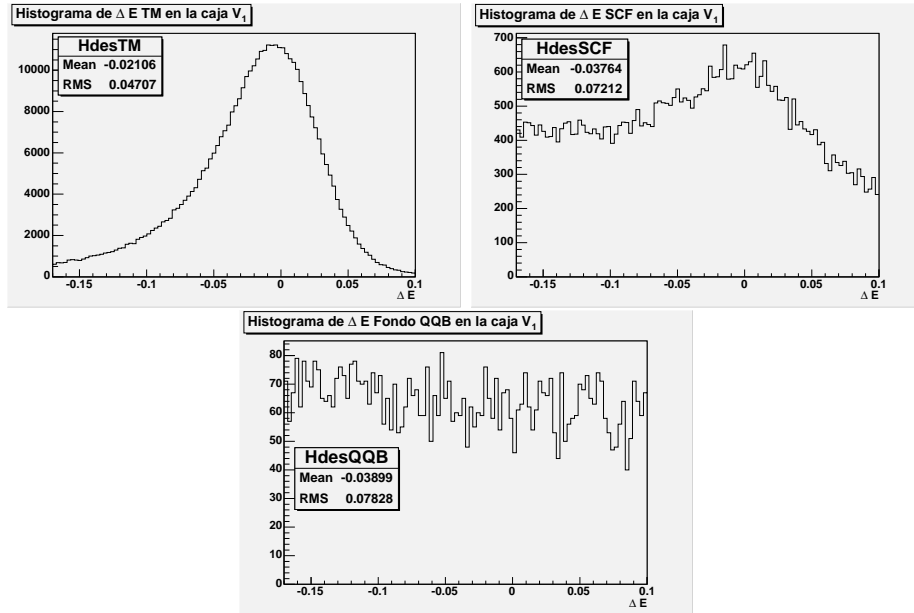 Histograma de Δ E TM en la caja V₁
HdesTM
Mean -0.02106
RMS 0.04707
10000
8000
6000
4000
2000
0
-0.15 -0.1 -0.05 0 0.05 0.1
Δ E
Histograma de Δ E SCF en la caja V₁
HdesSCF
Mean -0.03764
RMS 0.07212
700
600
500
400
300
200
100
0
-0.15 -0.1 -0.05 0 0.05 0.1
Δ E
Histograma de Δ E Fondo QQB en la caja V₁
HdesQQB
Mean -0.03899
RMS 0.07828
80
70
60
50
40
30
20
10
0
-0.15 -0.1 -0.05 0 0.05 0.1
Δ E